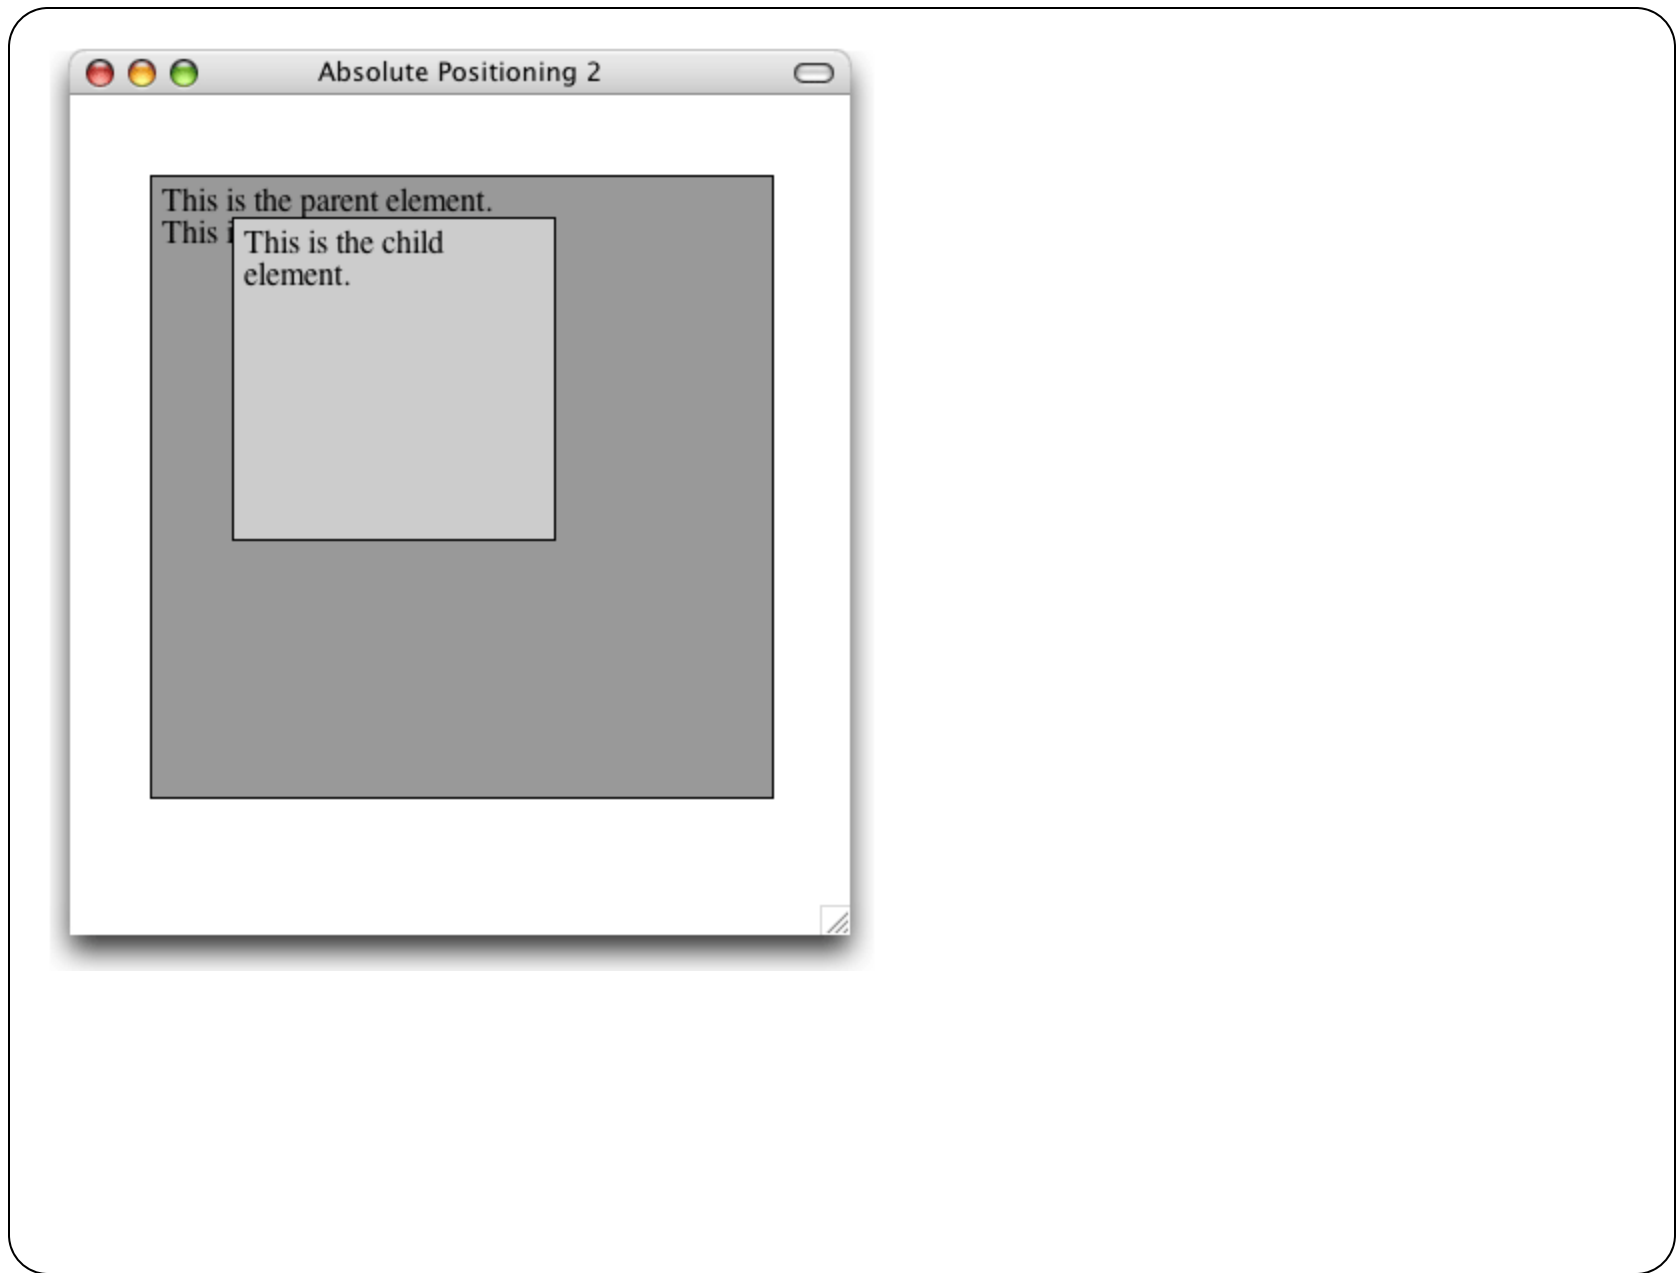 Absolute Positioning 2
This is the parent element.
This
This is the child
element.